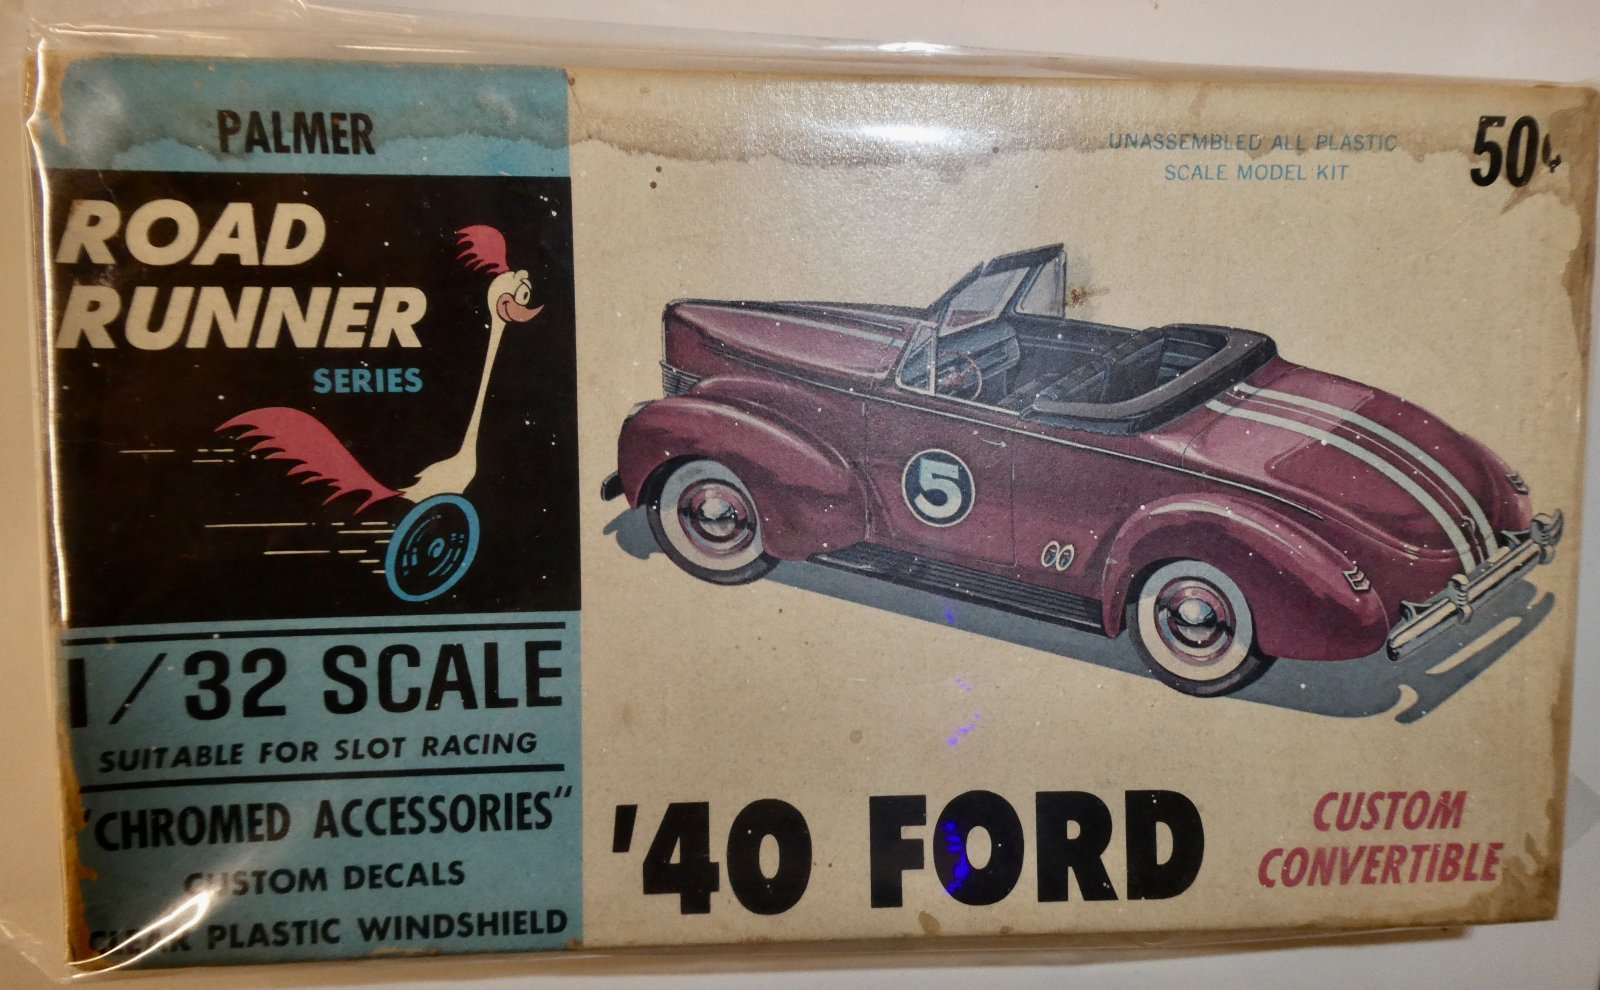 PALMER
ROAD
RUNNER
SERIES
1/32 SCALE
SUITABLE FOR SLOT RACING
"CHROMED ACCESSORIES"
CUSTOM DECALS
CLEAR PLASTIC WINDSHIELD
UNASSEMBLED ALL PLASTIC
SCALE MODEL KIT
50¢
5
'40 FORD
CUSTOM
CONVERTIBLE